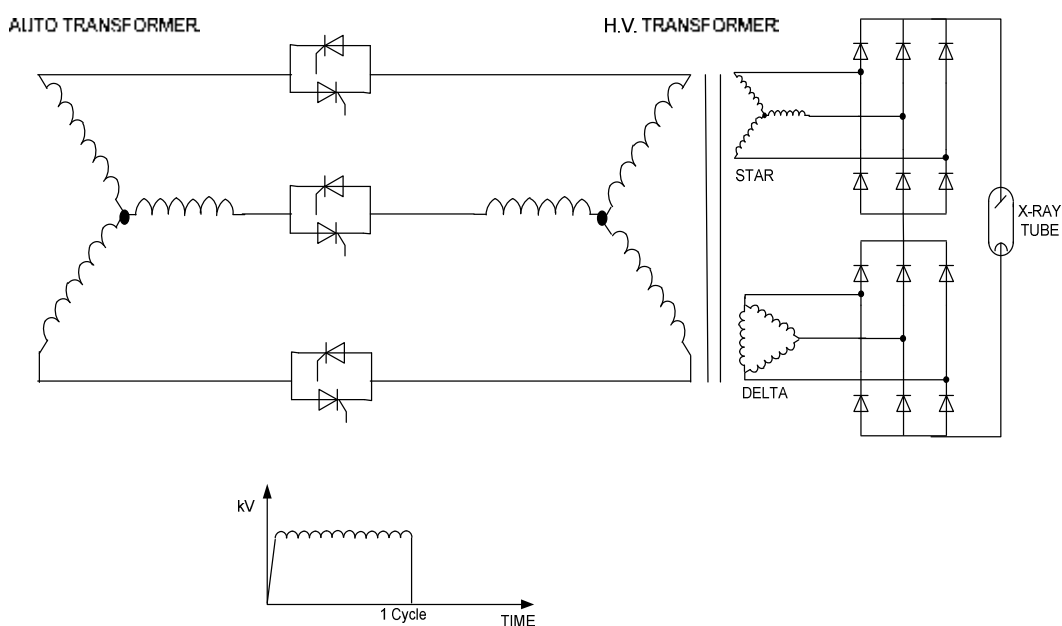 AUTO TRANSFORMER
H.V. TRANSFORMER
STAR
X-RAY
TUBE
DELTA
kV
1 Cycle
TIME